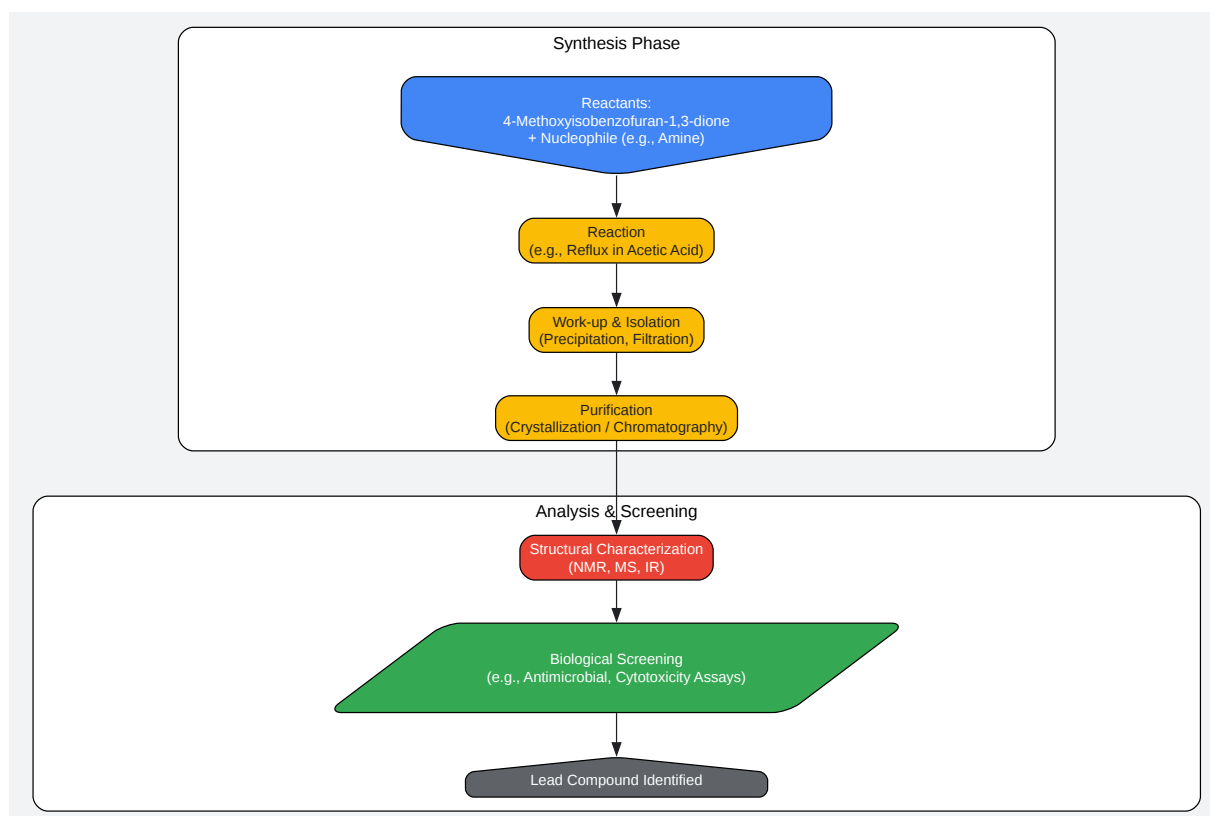 Synthesis Phase
Reactants:
4-Methoxyisobenzofuran-1,3-dione
+ Nucleophile (e.g., Amine)
Reaction
(e.g., Reflux in Acetic Acid)
Work-up & Isolation
(Precipitation, Filtration)
Purification
(Crystallization / Chromatography)
Analysis & Screening
Structural Characterization
(NMR, MS, IR)
Biological Screening
(e.g., Antimicrobial, Cytotoxicity Assays)
Lead Compound Identified